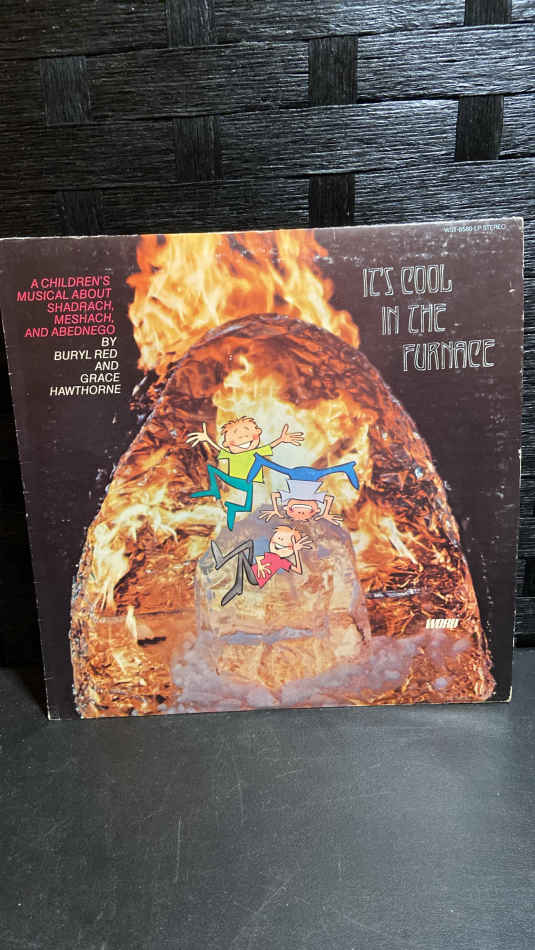 WST-8580-LP STEREO
A CHILDREN'S
MUSICAL ABOUT
SHADRACH,
MESHACH,
AND ABEDNEGO
BY
BURYL RED
AND
GRACE
HAWTHORNE
IT'S COOL
IN THE
FURNACE
WORD